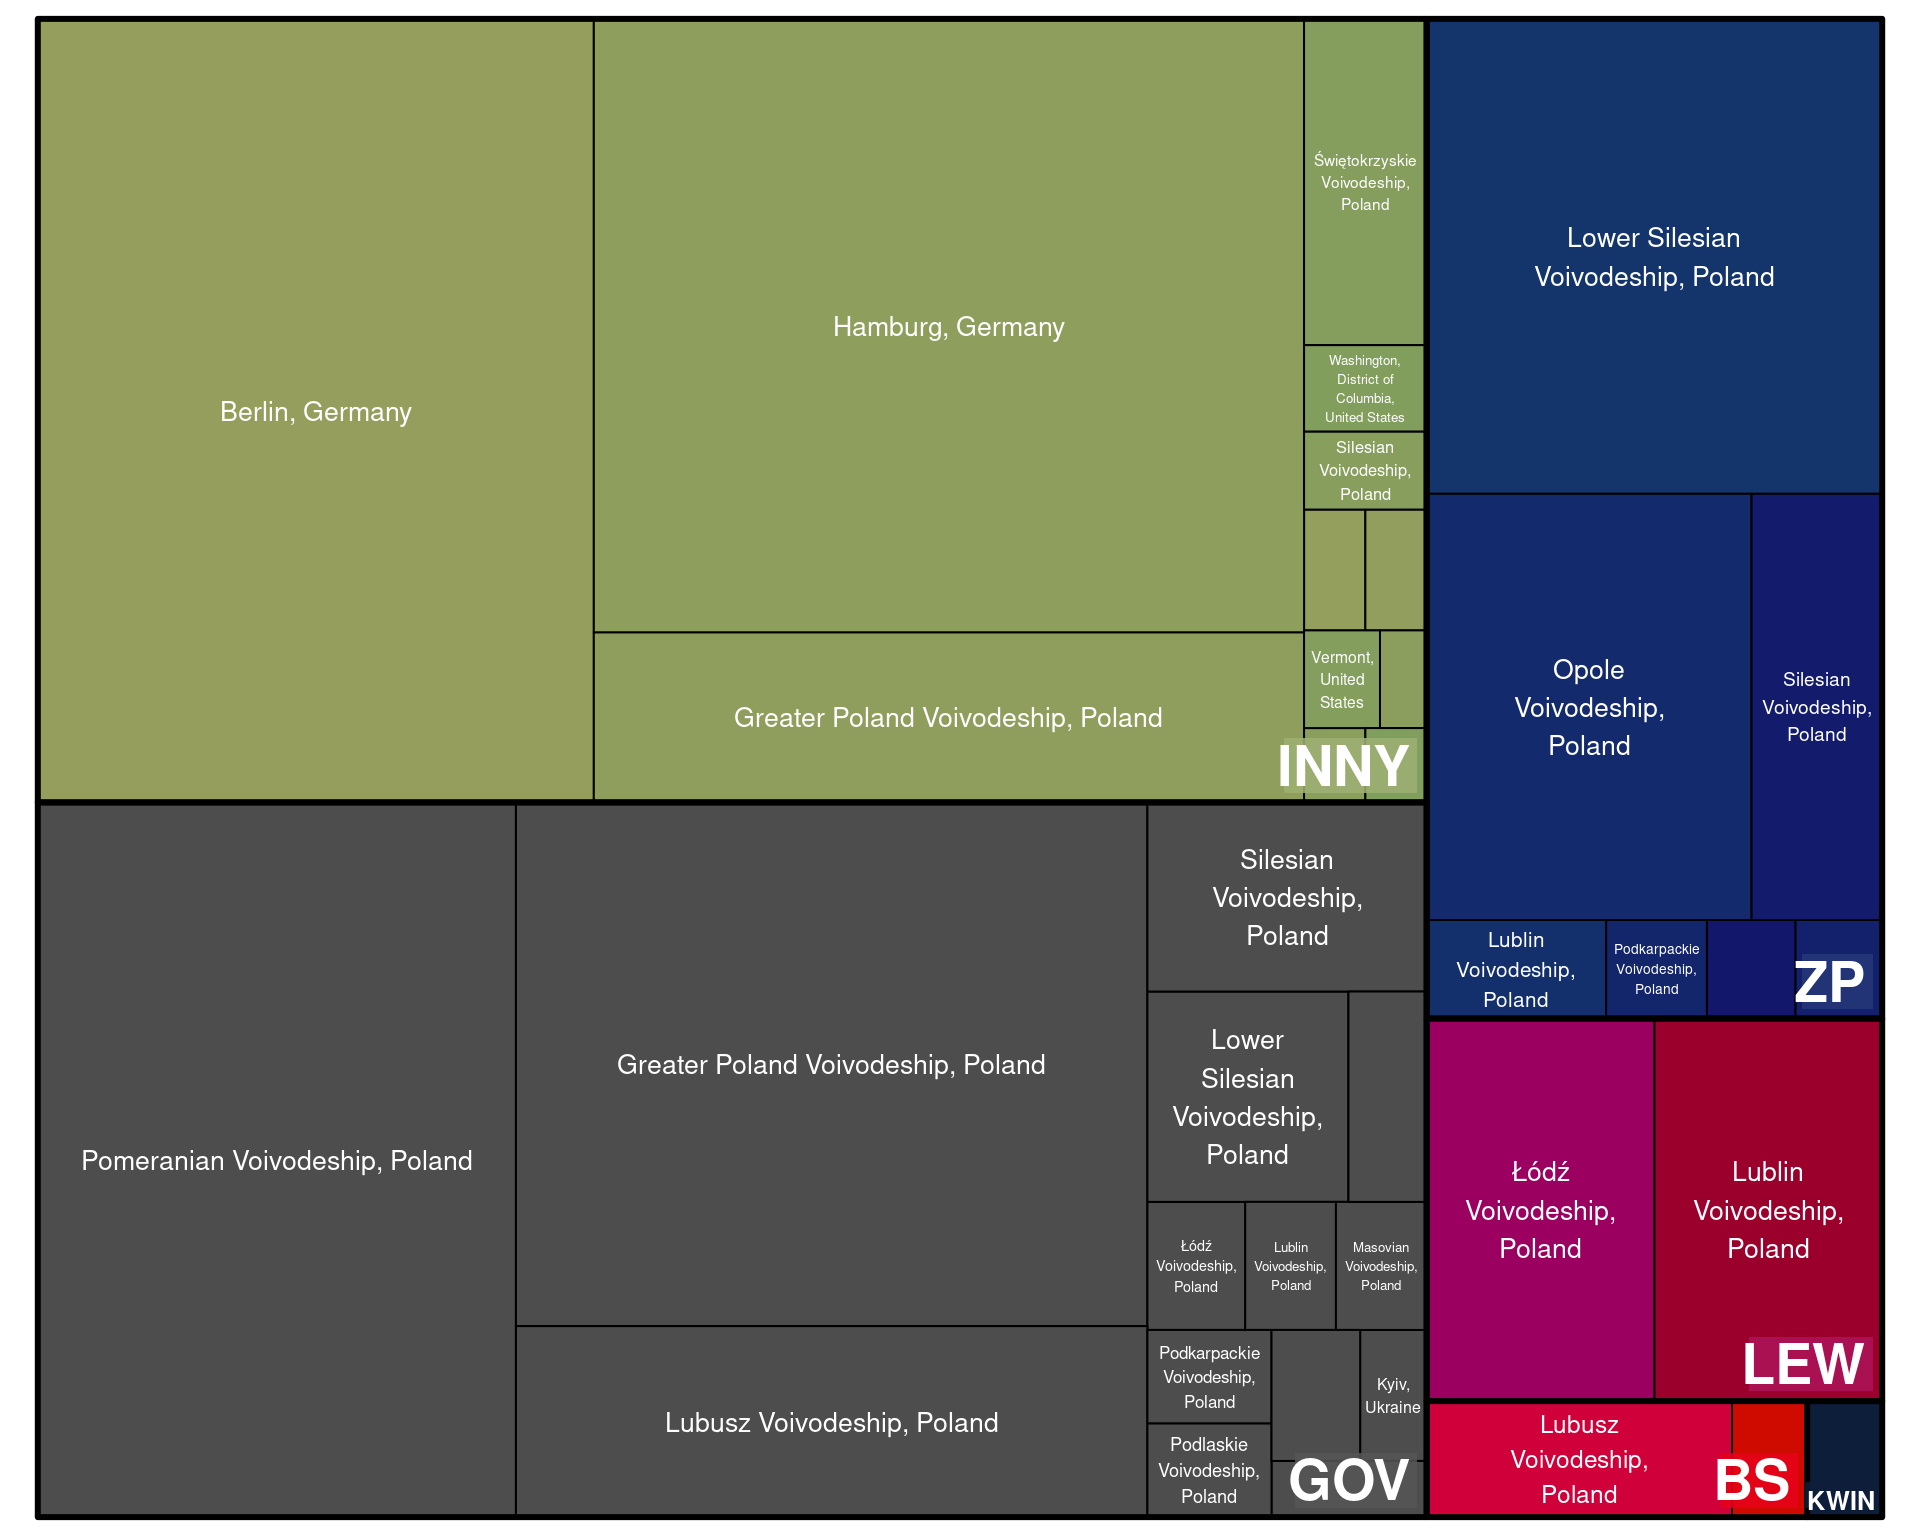 Berlin, Germany
Hamburg, Germany
Greater Poland Voivodeship, Poland
Świętokrzyskie
Voivodeship,
Poland
Washington,
District of
Columbia,
United States
Silesian
Voivodeship,
Poland
Vermont,
United
States
INNY
Pomeranian Voivodeship, Poland
Greater Poland Voivodeship, Poland
Lubusz Voivodeship, Poland
Silesian
Voivodeship,
Poland
Lower
Silesian
Voivodeship,
Poland
Łódź
Voivodeship,
Poland
Lublin
Voivodeship,
Poland
Masovian
Voivodeship,
Poland
Podkarpackie
Voivodeship,
Poland
Kyiv,
Ukraine
Podlaskie
Voivodeship,
Poland
GOV
Lower Silesian
Voivodeship, Poland
Opole
Voivodeship,
Poland
Silesian
Voivodeship,
Poland
Lublin
Voivodeship,
Poland
Podkarpackie
Voivodeship,
Poland
ZP
Łódź
Voivodeship,
Poland
Lublin
Voivodeship,
Poland
LEW
Lubusz
Voivodeship,
Poland
BS
KWIN